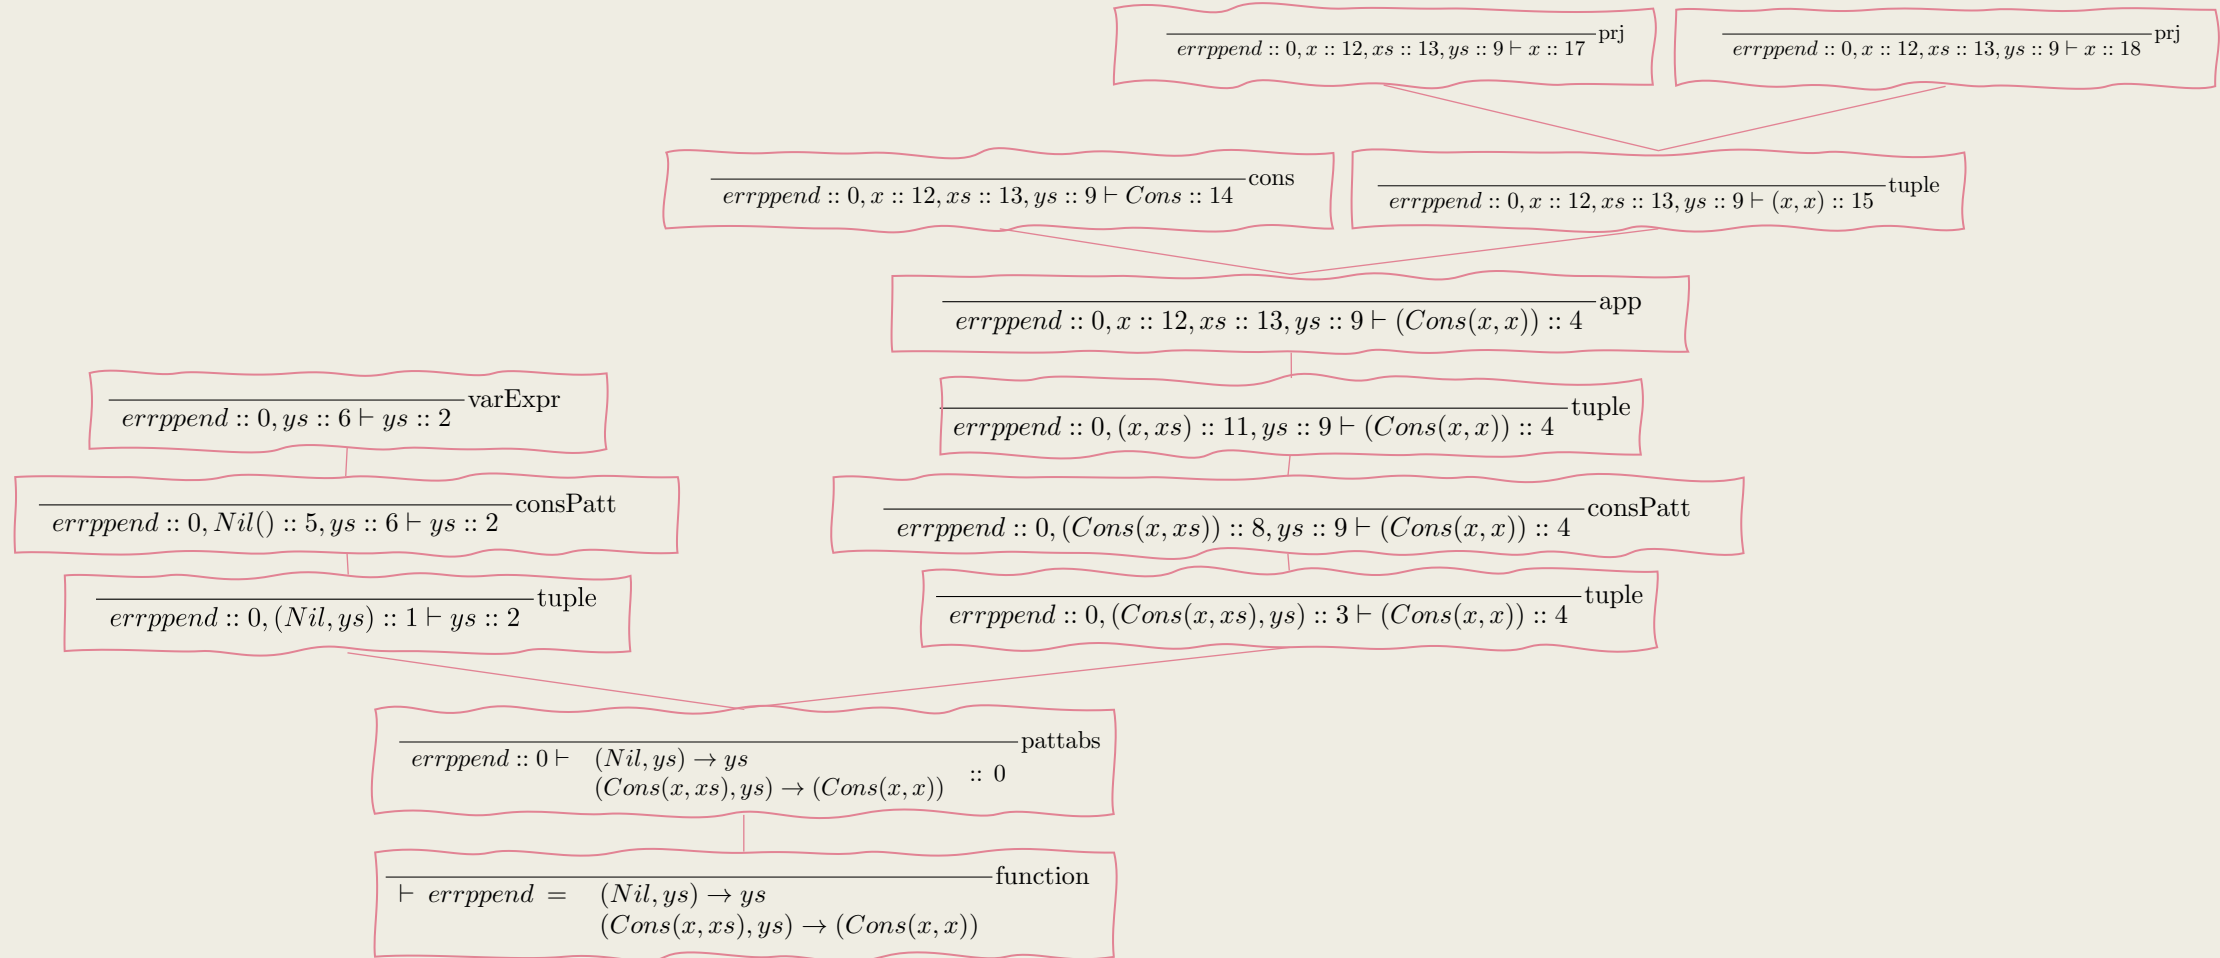 prj
errppend :: 0, x :: 12, xs :: 13, ys :: 9 ⊢ x :: 17
prj
errppend :: 0, x :: 12, xs :: 13, ys :: 9 ⊢ x :: 18
cons
errppend :: 0, x :: 12, xs :: 13, ys :: 9 ⊢ Cons :: 14
tuple
errppend :: 0, x :: 12, xs :: 13, ys :: 9 ⊢ (x, x) :: 15
app
errppend :: 0, x :: 12, xs :: 13, ys :: 9 ⊢ (Cons(x, x)) :: 4
varExpr
errppend :: 0, ys :: 6 ⊢ ys :: 2
tuple
errppend :: 0, (x, xs) :: 11, ys :: 9 ⊢ (Cons(x, x)) :: 4
consPatt
errppend :: 0, Nil() :: 5, ys :: 6 ⊢ ys :: 2
consPatt
errppend :: 0, (Cons(x, xs)) :: 8, ys :: 9 ⊢ (Cons(x, x)) :: 4
tuple
errppend :: 0, (Nil, ys) :: 1 ⊢ ys :: 2
tuple
errppend :: 0, (Cons(x, xs), ys) :: 3 ⊢ (Cons(x, x)) :: 4
pattabs
errppend :: 0 ⊢ (Nil, ys) → ys
(Cons(x, xs), ys) → (Cons(x, x)) :: 0
function
⊢ errppend = (Nil, ys) → ys
(Cons(x, xs), ys) → (Cons(x, x))